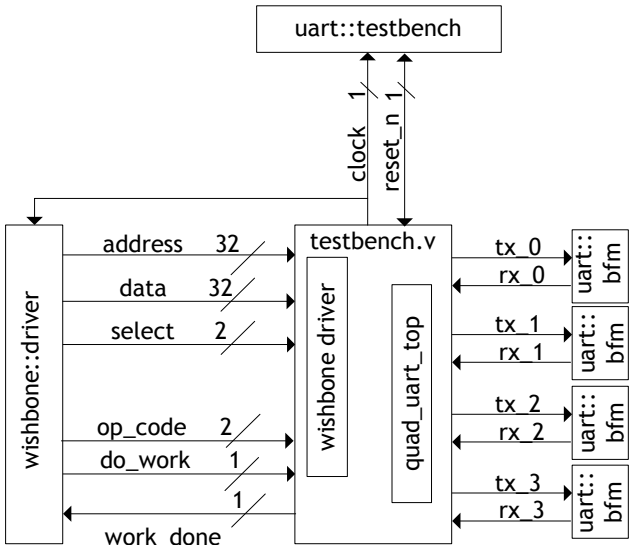 uart::testbench
clock 1
reset_n 1
wishbone::driver
address 32
data 32
select 2
op_code 2
do_work 1
1
work_done
testbench.v
wishbone driver
quad_uart_top
tx_0
rx_0
uart::
bfm
tx_1
rx_1
uart::
bfm
tx_2
rx_2
uart::
bfm
tx_3
rx_3
uart::
bfm